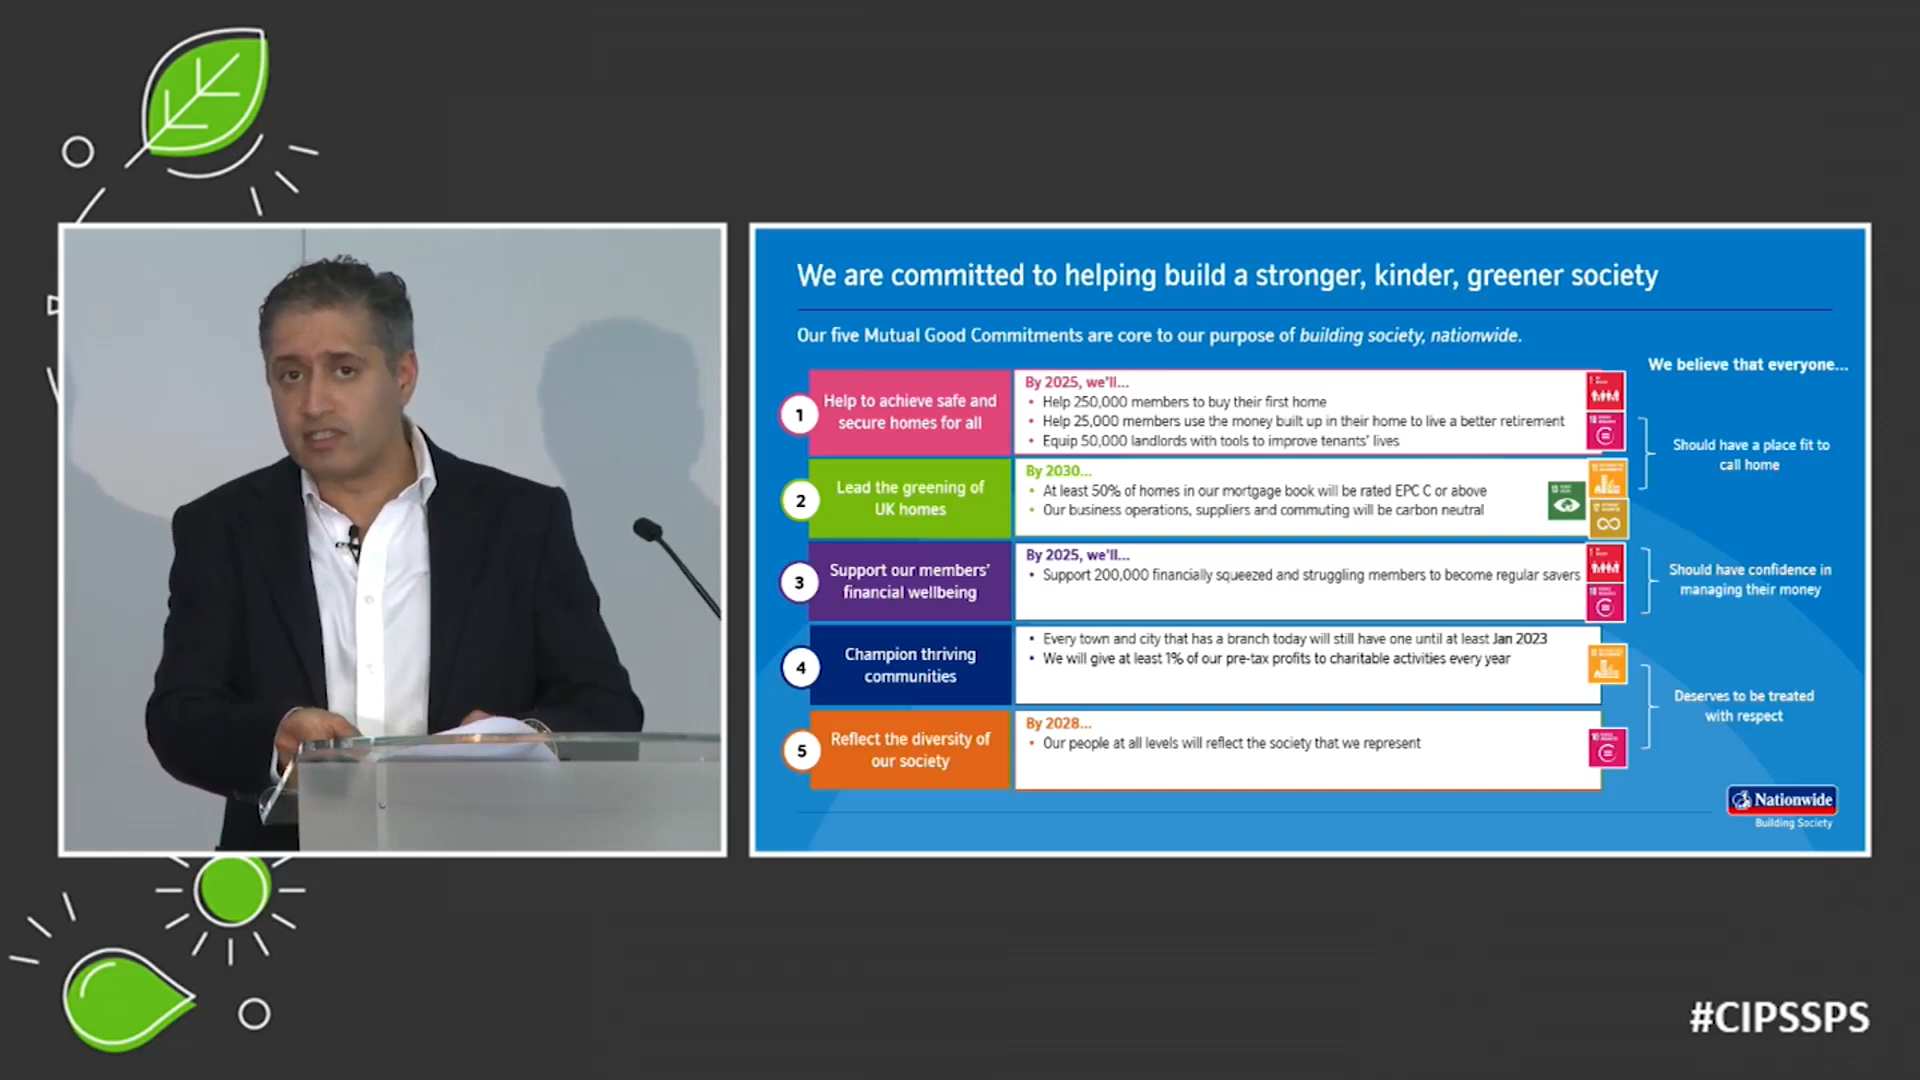 We are committed to helping build a stronger, kinder, greener society
Our five Mutual Good Commitments are core to our purpose of building society, nationwide.
We believe that everyone...
1
Help to achieve safe and
secure homes for all
By 2025, we'll...
• Help 250,000 members to buy their first home
• Help 25,000 members use the money built up in their home to live a better retirement
• Equip 50,000 landlords with tools to improve tenants' lives
Should have a place fit to
call home
2
Lead the greening of
UK homes
By 2030...
• At least 50% of homes in our mortgage book will be rated EPC C or above
• Our business operations, suppliers and commuting will be carbon neutral
3
Support our members'
financial wellbeing
By 2025, we'll...
• Support 200,000 financially squeezed and struggling members to become regular savers
Should have confidence in
managing their money
4
Champion thriving
communities
• Every town and city that has a branch today will still have one until at least Jan 2023
• We will give at least 1% of our pre-tax profits to charitable activities every year
Deserves to be treated
with respect
5
Reflect the diversity of
our society
By 2028...
• Our people at all levels will reflect the society that we represent
Nationwide
Building Society
#CIPSSPS